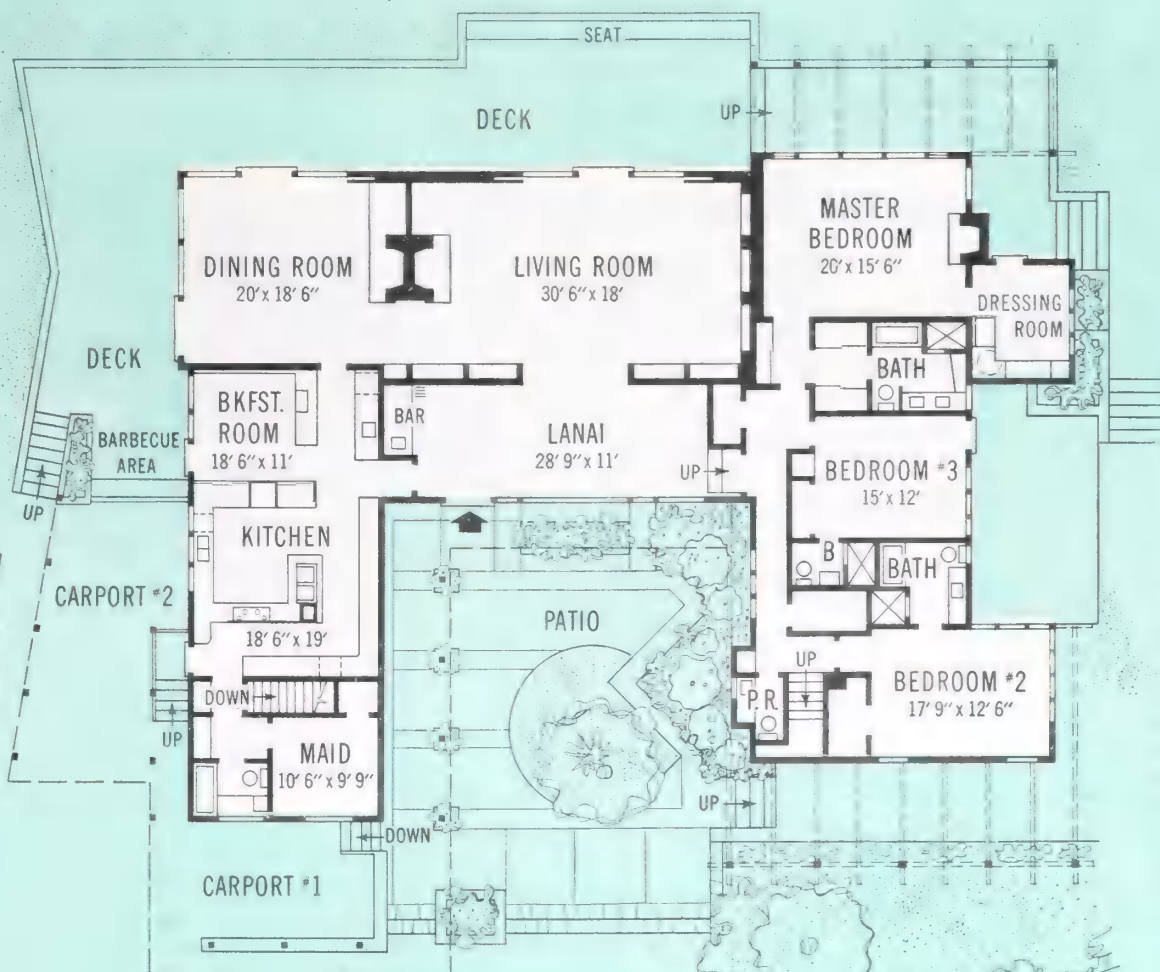 SEAT
DECK
UP
MASTER
BEDROOM
20' x 15' 6"
DINING ROOM
20' x 18' 6"
LIVING ROOM
30' 6" x 18'
DRESSING
ROOM
DECK
BATH
BKFST.
ROOM
18' 6" x 11'
BAR
LANAI
28' 9" x 11'
BARBECUE
AREA
UP
UP
BEDROOM #3
15' x 12'
KITCHEN
18' 6" x 19'
B
BATH
CARPORT #2
PATIO
UP
BEDROOM #2
17' 9" x 12' 6"
DOWN
P. R.
UP
MAID
10' 6" x 9' 9"
UP
DOWN
CARPORT #1